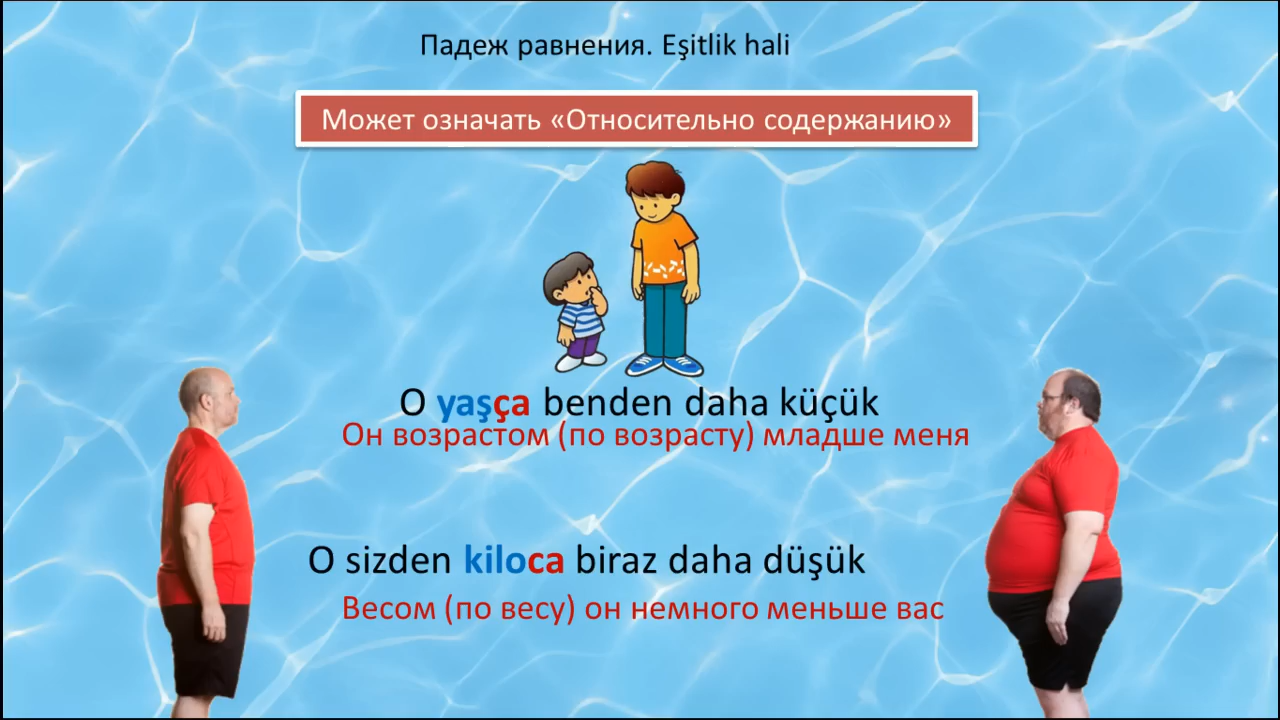 Падеж равнения. Eşitlik hali
Может означать «Относительно содержанию»
O yaşça benden daha küçük
Он возрастом (по возрасту) младше меня
O sizden kiloca biraz daha düşük
Весом (по весу) он немного меньше вас